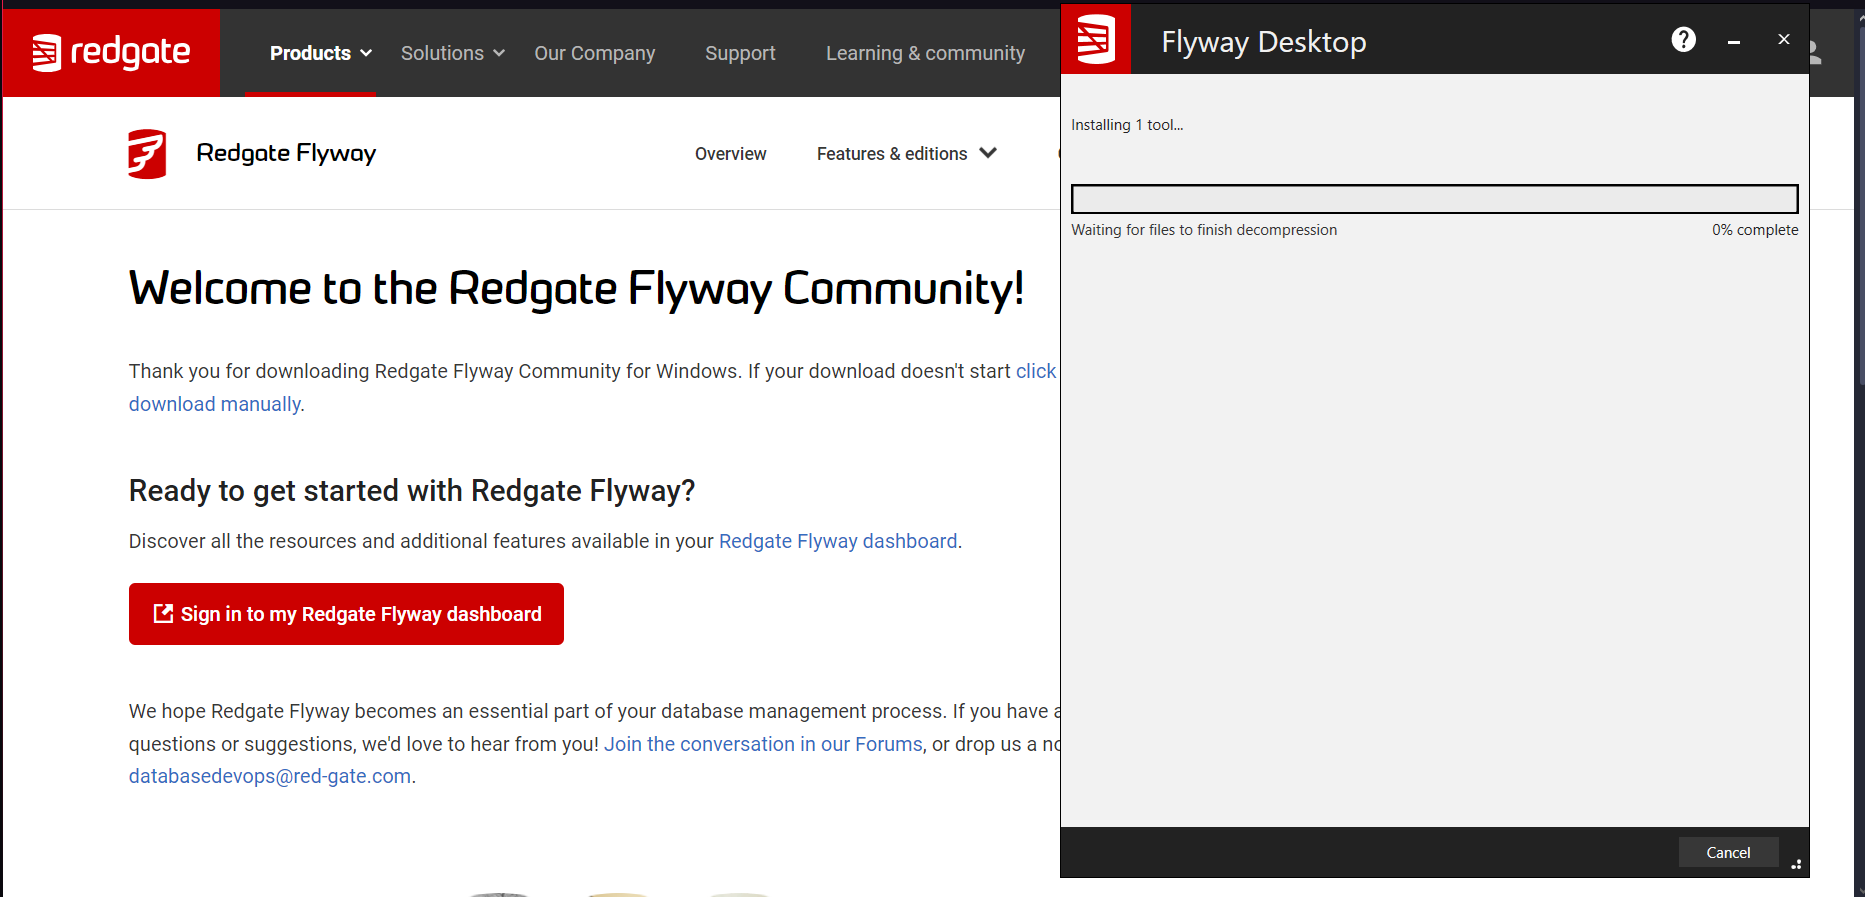 redgate
Products
Solutions
Our Company
Support
Learning & community
Redgate Flyway
Overview
Features & editions
Welcome to the Redgate Flyway Community!
Thank you for downloading Redgate Flyway Community for Windows. If your download doesn't start click
download manually.
Ready to get started with Redgate Flyway?
Discover all the resources and additional features available in your Redgate Flyway dashboard.
Sign in to my Redgate Flyway dashboard
We hope Redgate Flyway becomes an essential part of your database management process. If you have
questions or suggestions, we'd love to hear from you! Join the conversation in our Forums, or drop us a
databasedevops@red-gate.com.
Flyway Desktop
?
Installing 1 tool...
Waiting for files to finish decompression
0% complete
Cancel